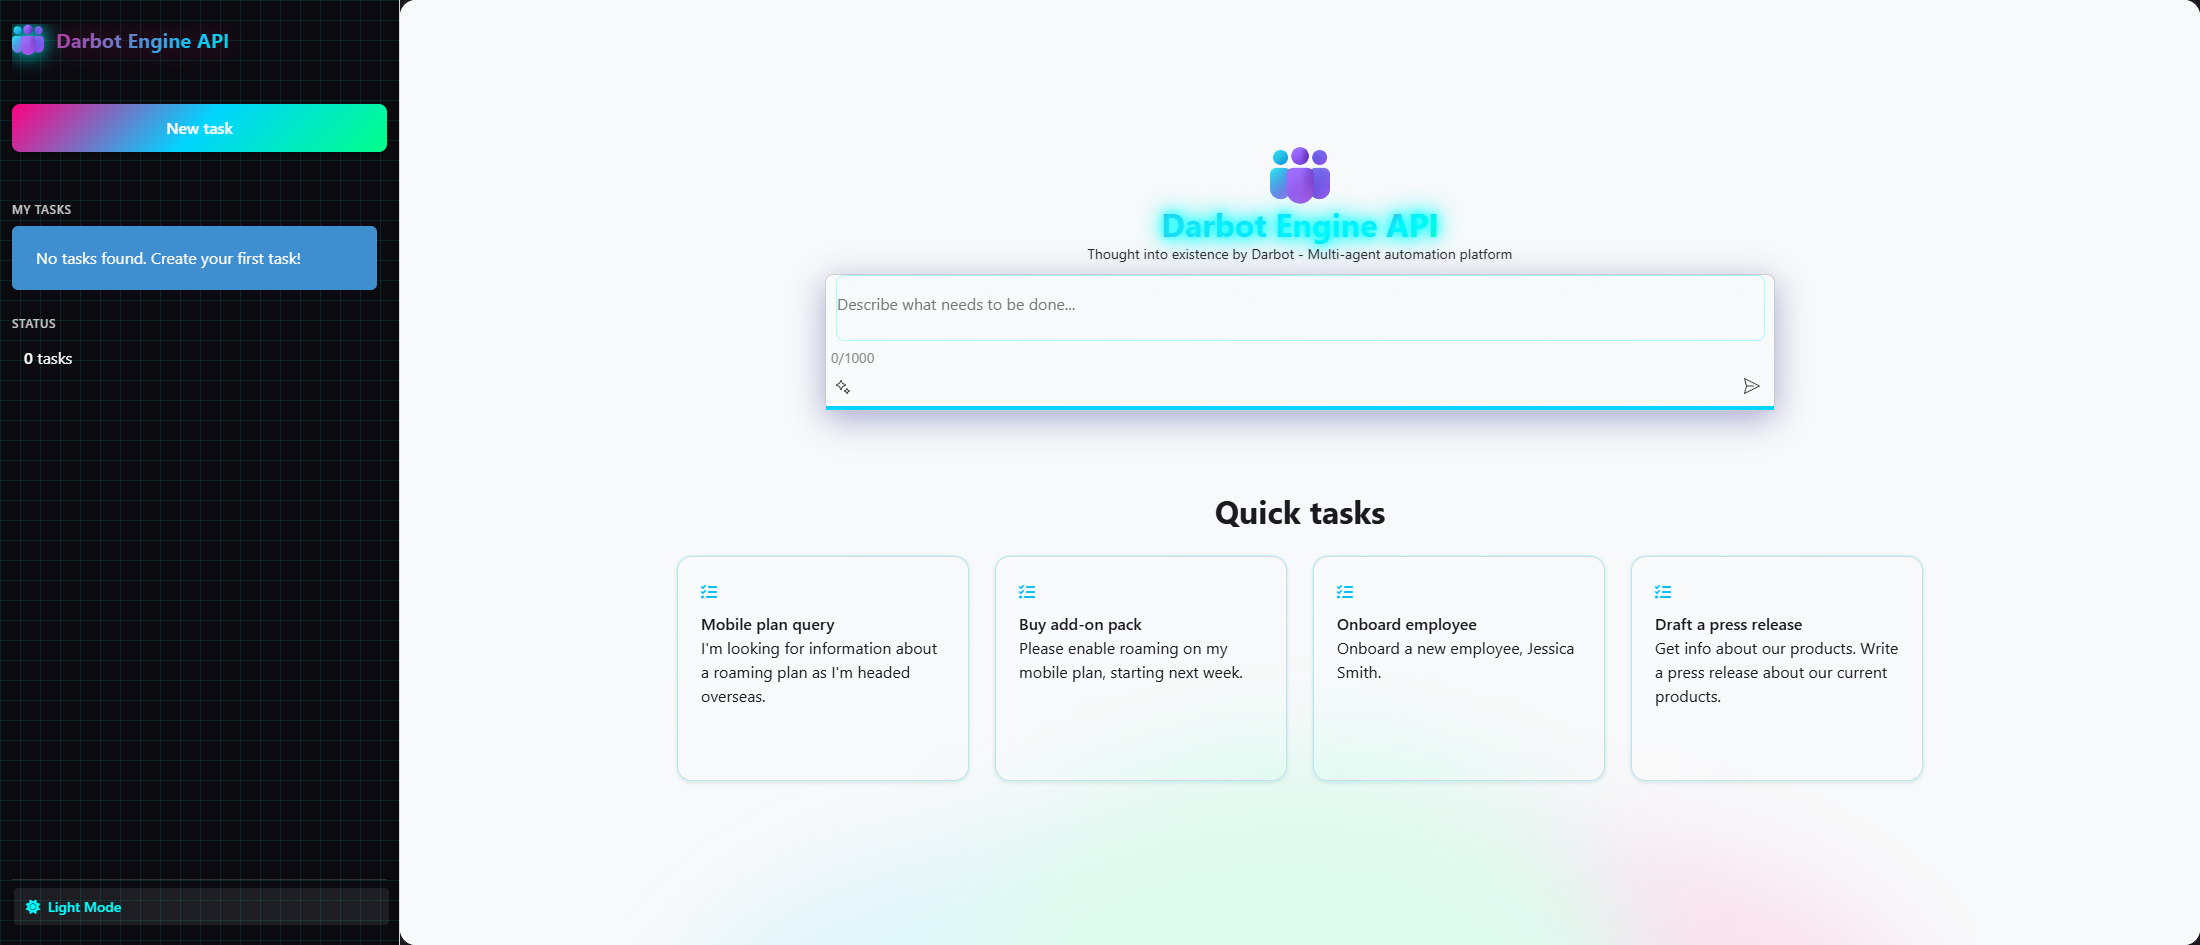 Darbot Engine API
New task
MY TASKS
No tasks found. Create your first task!
STATUS
0 tasks
Light Mode
Darbot Engine API
Thought into existence by Darbot - Multi-agent automation platform
Describe what needs to be done...
0/1000
Quick tasks
Mobile plan query
I'm looking for information about
a roaming plan as I'm headed
overseas.
Buy add-on pack
Please enable roaming on my
mobile plan, starting next week.
Onboard employee
Onboard a new employee, Jessica
Smith.
Draft a press release
Get info about our products. Write
a press release about our current
products.